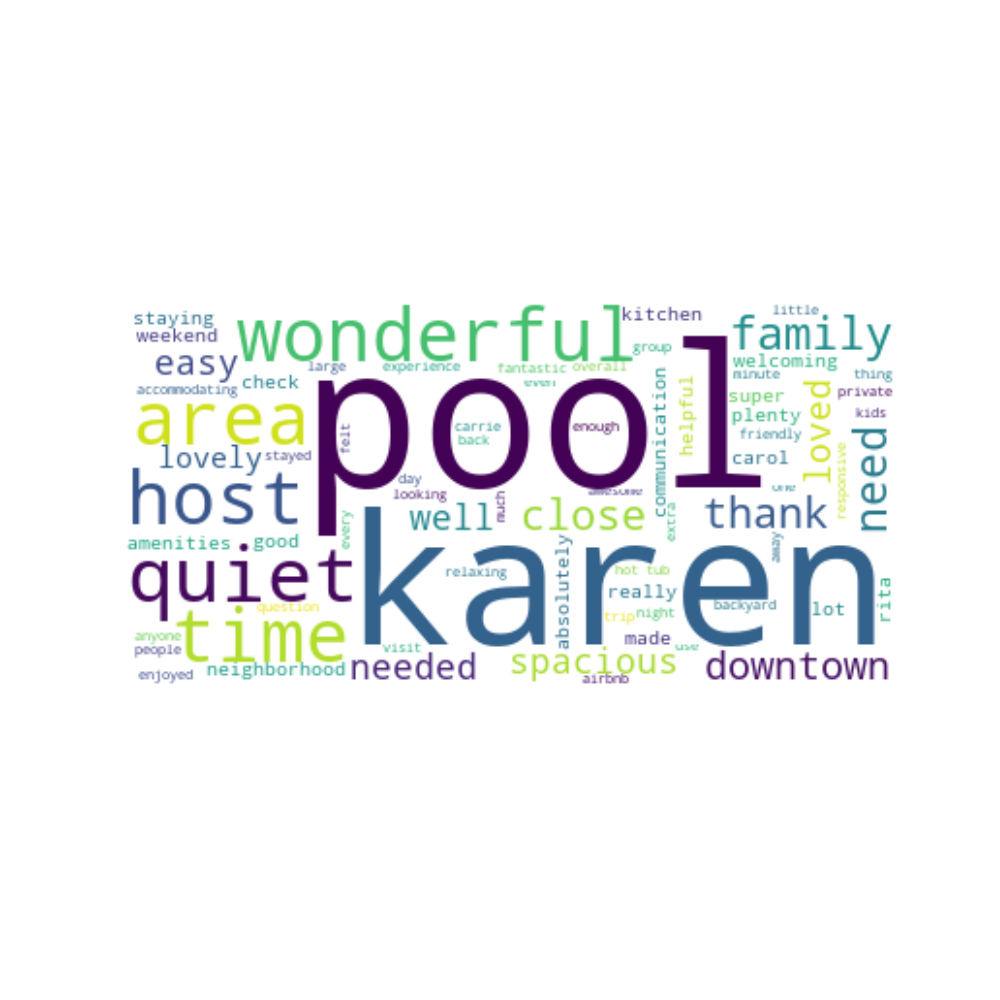 staying
weekend
wonderful
kitchen
little
family
easy
large
experience
fantastic
overall
group
welcoming
check
even
minute
thing
accommodating
pool
private
super
area
plenty
kids
loved
helpful
communication
felt
carrie
back
enough
friendly
lovely
stayed
carol
responsive
need
host
day
looking
much
awesome
one
well
close
extra
thank
every
amenities
good
karen
quiet
absolutely
away
relaxing
hot tub
really
rita
question
trip
night
backyard
lot
time
made
anyone
people
visit
use
neighborhood
needed
spacious
downtown
enjoyed
airbnb